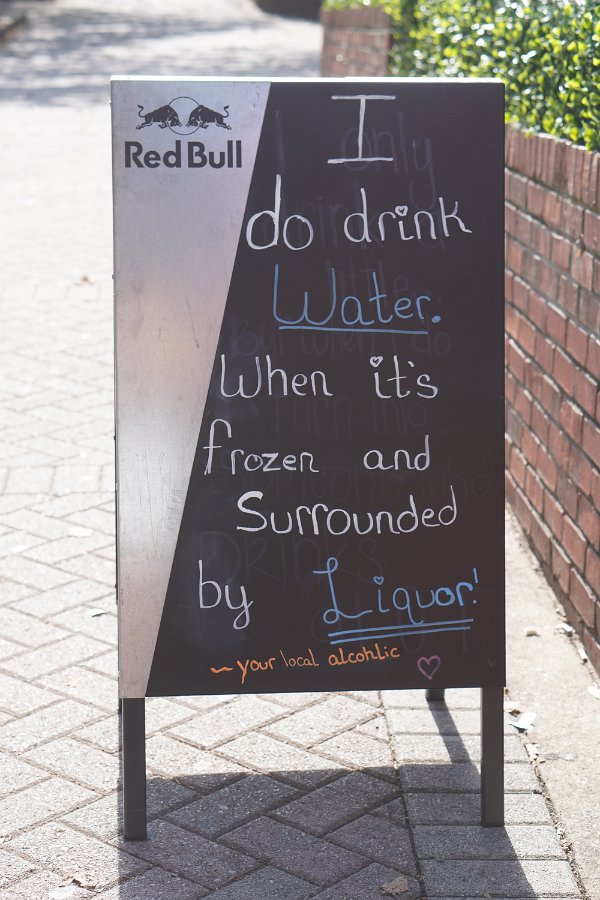 Red Bull
I
do drink
Water.
When it's
frozen and
Surrounded
by Liquor!
~ your local alcohlic